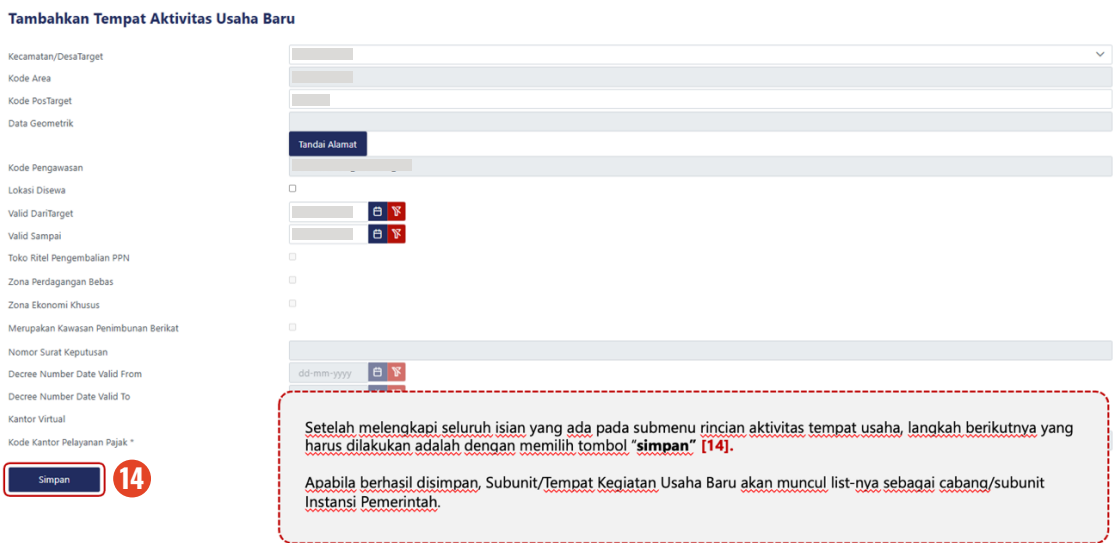 Tambahkan Tempat Aktivitas Usaha Baru
Kecamatan/DesaTarget
Kode Area
Kode PosTarget
Data Geometrik
Tandai Alamat
Kode Pengawasan
Lokasi Disewa
Valid DariTarget
Valid Sampai
Toko Ritel Pengembalian PPN
Zona Perdagangan Bebas
Zona Ekonomi Khusus
Merupakan Kawasan Penimbunan Berikat
Nomor Surat Keputusan
Decree Number Date Valid From dd-mm-yyyy
Decree Number Date Valid To
Kantor Virtual
Kode Kantor Pelayanan Pajak *
Simpan 14
Setelah melengkapi seluruh isian yang ada pada submenu rincian aktivitas tempat usaha, langkah berikutnya yang
harus dilakukan adalah dengan memilih tombol “simpan” [14].
Apabila berhasil disimpan, Subunit/Tempat Kegiatan Usaha Baru akan muncul list-nya sebagai cabang/subunit
Instansi Pemerintah.